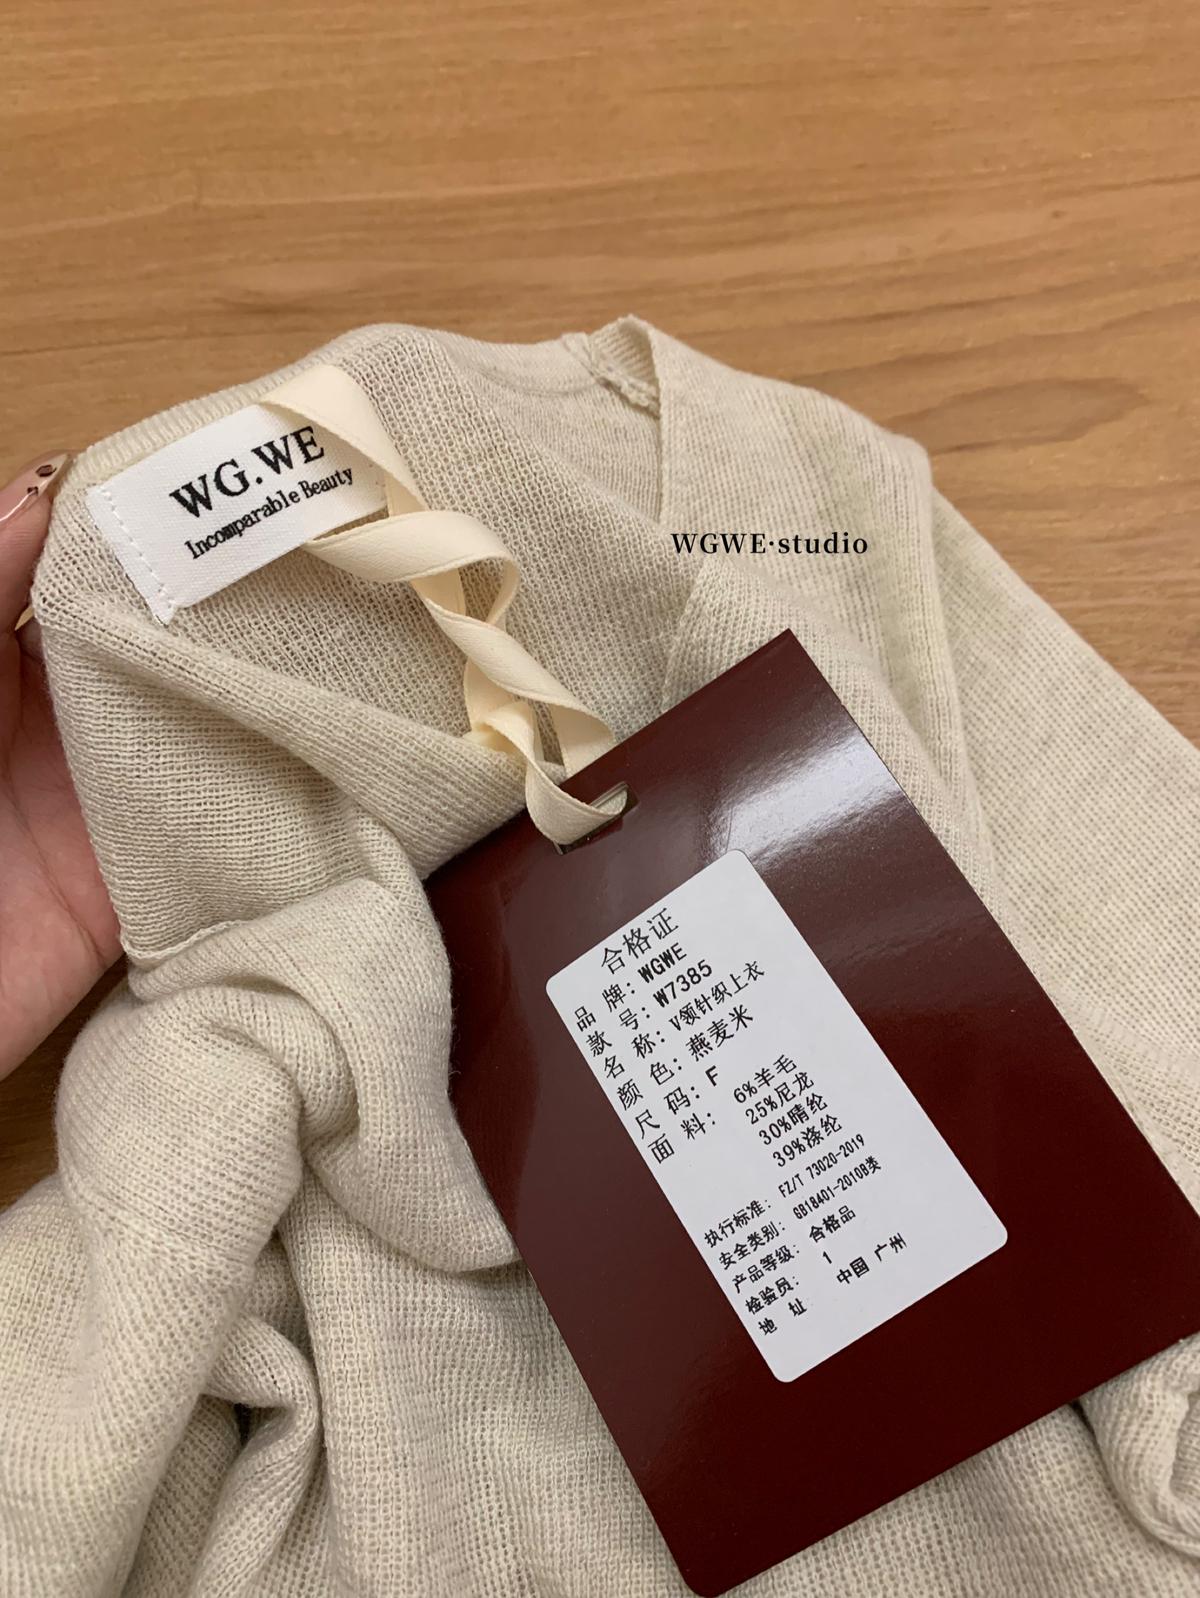 WG.WE
Incomparable Beauty
WGWE·studio
合格证
品 牌：WGWE
款 号：W7385
名 称：V领针织上衣
颜 色：燕麦米
尺 码：F
面 料： 6%羊毛
25%尼龙
30%晴纶
39%涤纶
执行标准：FZ/T 73020-2019
安全类别：GB18401-2010B类
产品等级：合格品
检验员：1
地 址 中国 广州